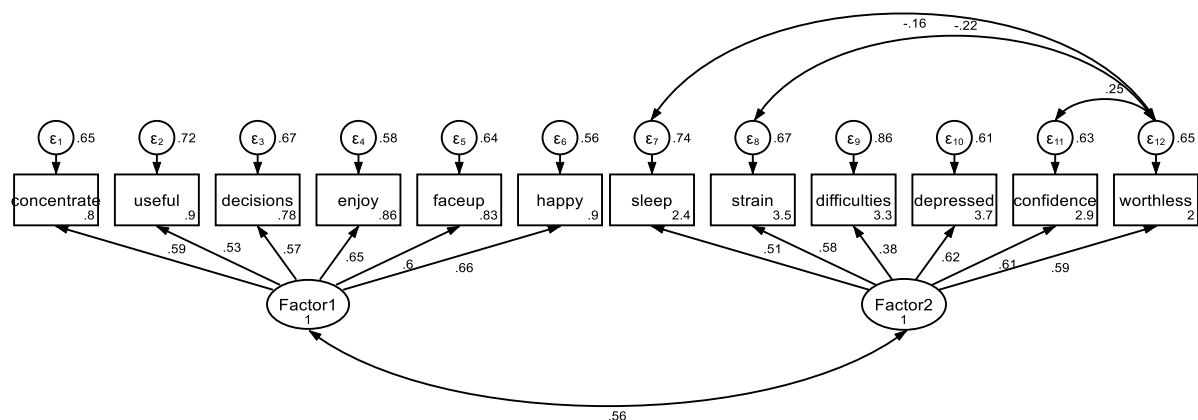 -.16 -.22
.25
ε1 .65 ε2 .72 ε3 .67 ε4 .58 ε5 .64 ε6 .56 ε7 .74 ε8 .67 ε9 .86 ε10 .61 ε11 .63 ε12 .65
concentrate useful decisions enjoy faceup happy sleep strain difficulties depressed confidence worthless
.8 .9 .78 .86 .83 .9 2.4 3.5 3.3 3.7 2.9 2
.59 .53 .57 .65 .6 .66 .51 .58 .38 .62 .61 .59
Factor1 Factor2
1 1
.56